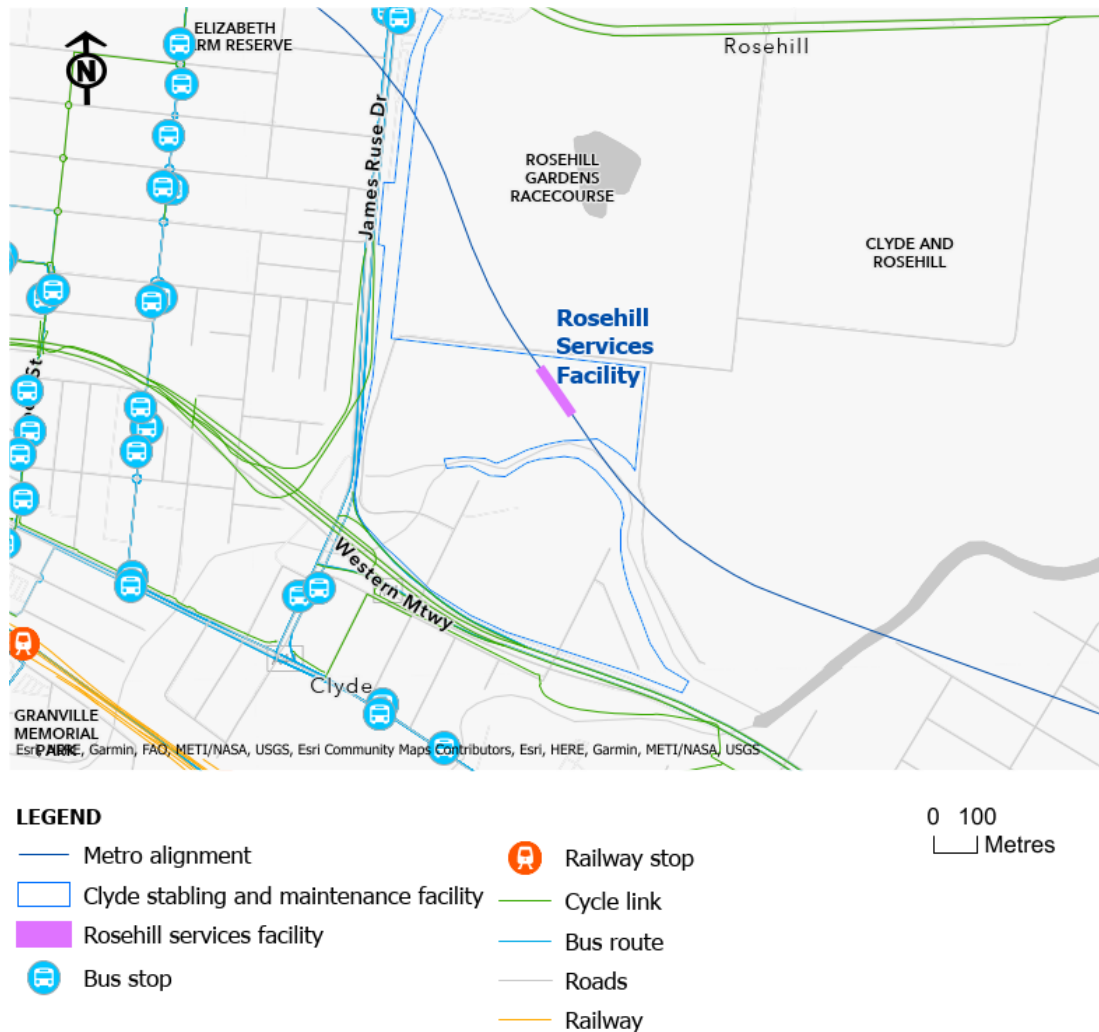 ELIZABETH
RM RESERVE
Rosehill
N
James Ruse Dr
ROSEHILL
GARDENS
RACECOURSE
CLYDE AND
ROSEHILL
Rosehill
Services
Facility
St
Western Mtwy
Clyde
GRANVILLE
MEMORIAL
PARK
Esri, HERE, Garmin, FAO, METI/NASA, USGS, Esri Community Maps Contributors, Esri, HERE, Garmin, METI/NASA, USGS
LEGEND
Metro alignment
Clyde stabling and maintenance facility
Rosehill services facility
Bus stop
Railway stop
Cycle link
Bus route
Roads
Railway
0 100
Metres